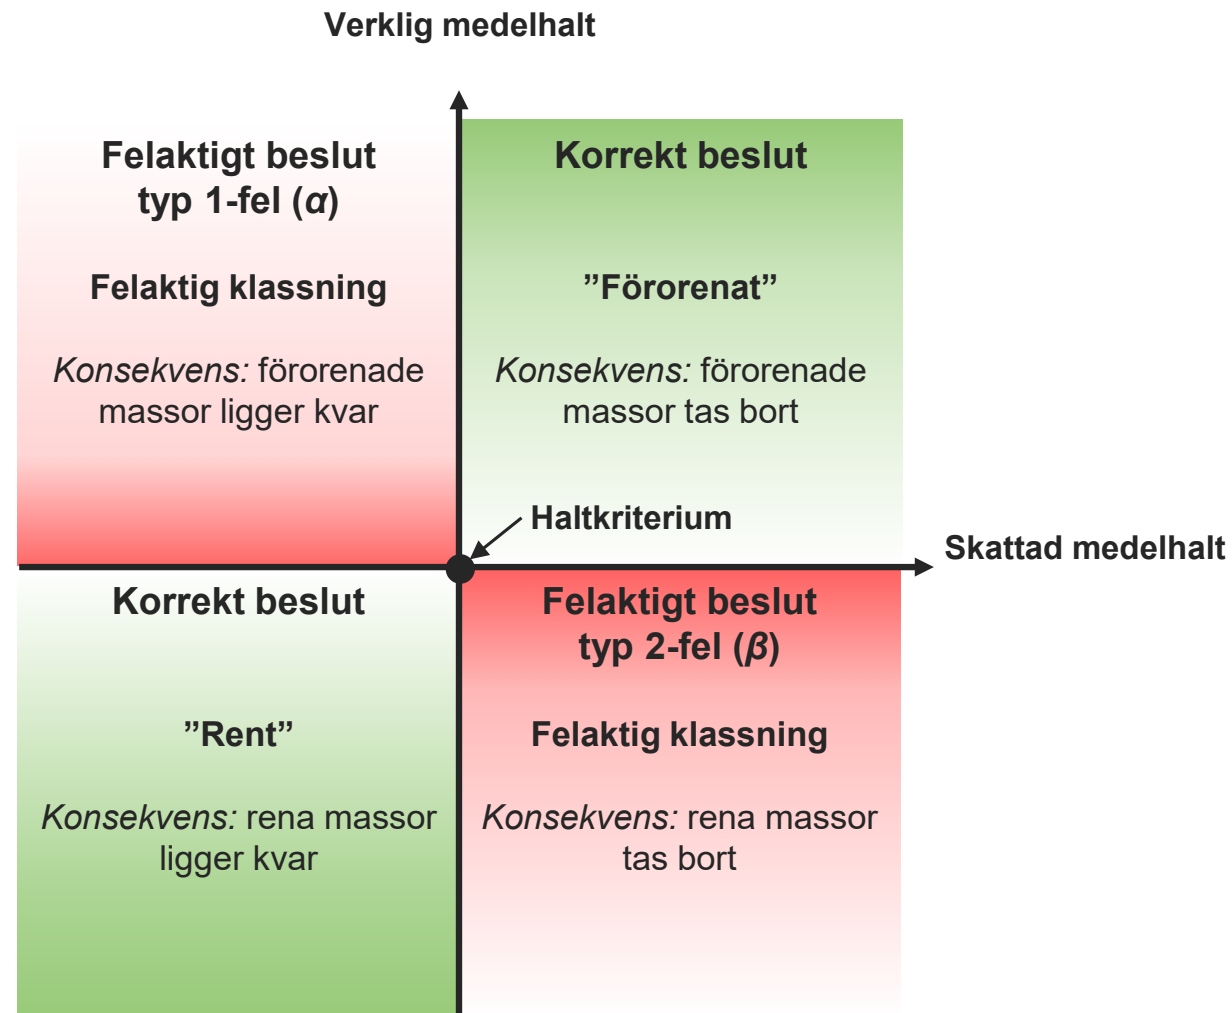 Verklig medelhalt
Felaktigt beslut
typ 1-fel (α)
Felaktig klassning
Konsekvens: förorenade
massor ligger kvar
Korrekt beslut
”Förorenat”
Konsekvens: förorenade
massor tas bort
Haltkriterium
Skattad medelhalt
Korrekt beslut
”Rent”
Konsekvens: rena massor
ligger kvar
Felaktigt beslut
typ 2-fel (β)
Felaktig klassning
Konsekvens: rena massor
tas bort